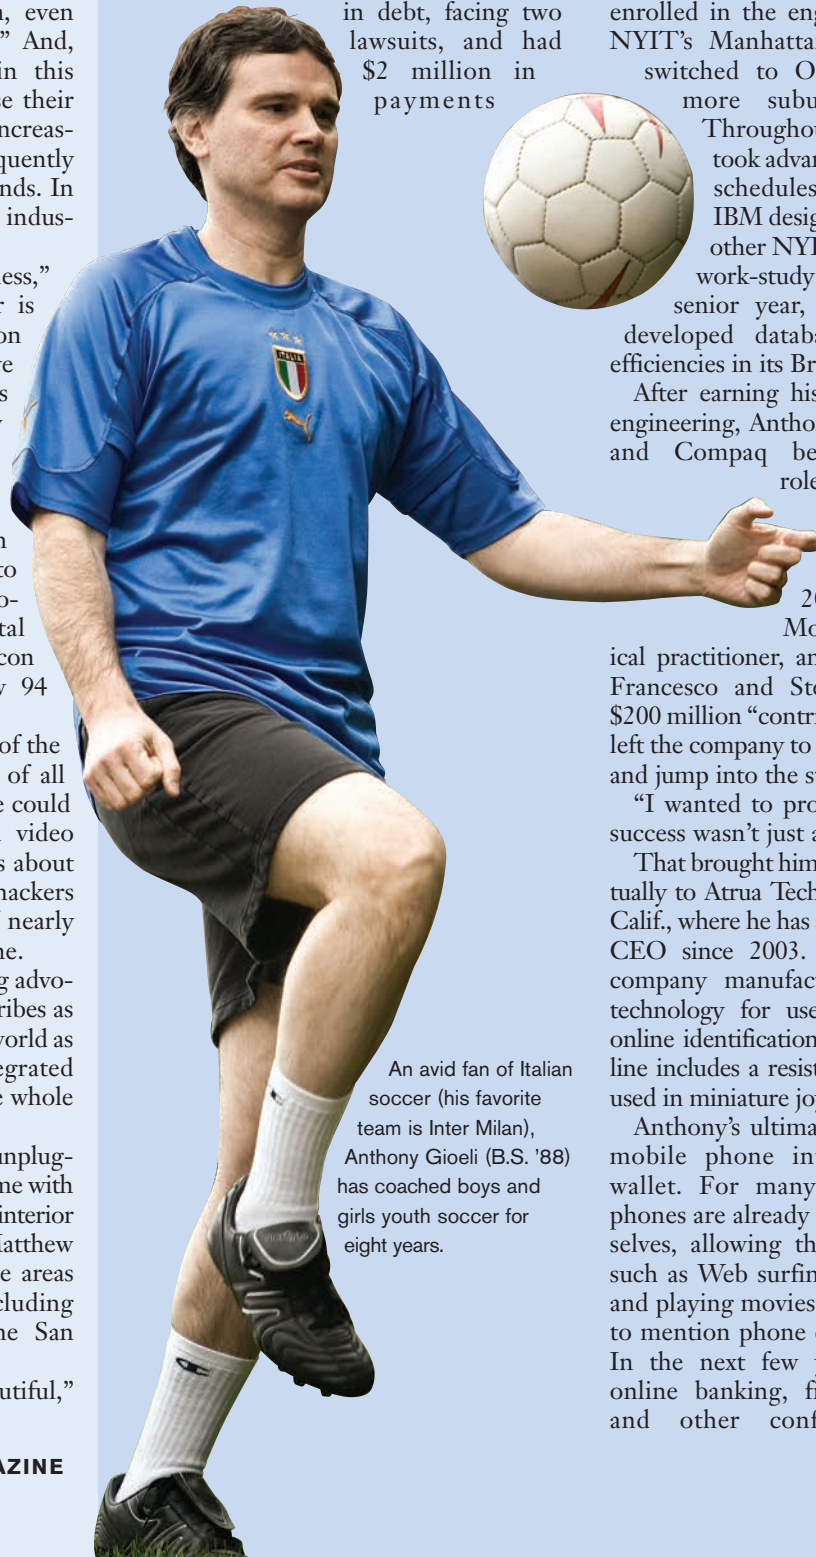 , even
” And,
in this
se their
ncreas-
quently
nds. In
indus-
ness,”
r is
on
ve
s
y
n
to
o-
tal
con
y 94
of the
of all
e could
video
s about
hackers
nearly
ne.
g advo-
ribes as
world as
egrated
e whole
unplug-
me with
interior
Matthew
e areas
cluding
he San
utiful,”
AZINE
in debt, facing two
lawsuits, and had
$2 million in
payments
ITALIA
An avid fan of Italian
soccer (his favorite
team is Inter Milan),
Anthony Gioeli (B.S. ’88)
has coached boys and
girls youth soccer for
eight years.
enrolled in the eng
NYIT’s Manhatta
switched to O
more subu
Throughou
took advan
schedules
IBM desig
other NYI
work-study
senior year,
developed datab
efficiencies in its Br
After earning his
engineering, Antho
and Compaq be
role
20
Mo
ical practitioner, an
Francesco and Ste
$200 million “contri
left the company to
and jump into the s
“I wanted to pro
success wasn’t just a
That brought him
tually to Atrua Tech
Calif., where he has
CEO since 2003.
company manufac
technology for use
online identification
line includes a resist
used in miniature joy
Anthony’s ultima
mobile phone in
wallet. For many
phones are already
selves, allowing th
such as Web surfin
and playing movies
to mention phone
In the next few
online banking, fi
and other conf